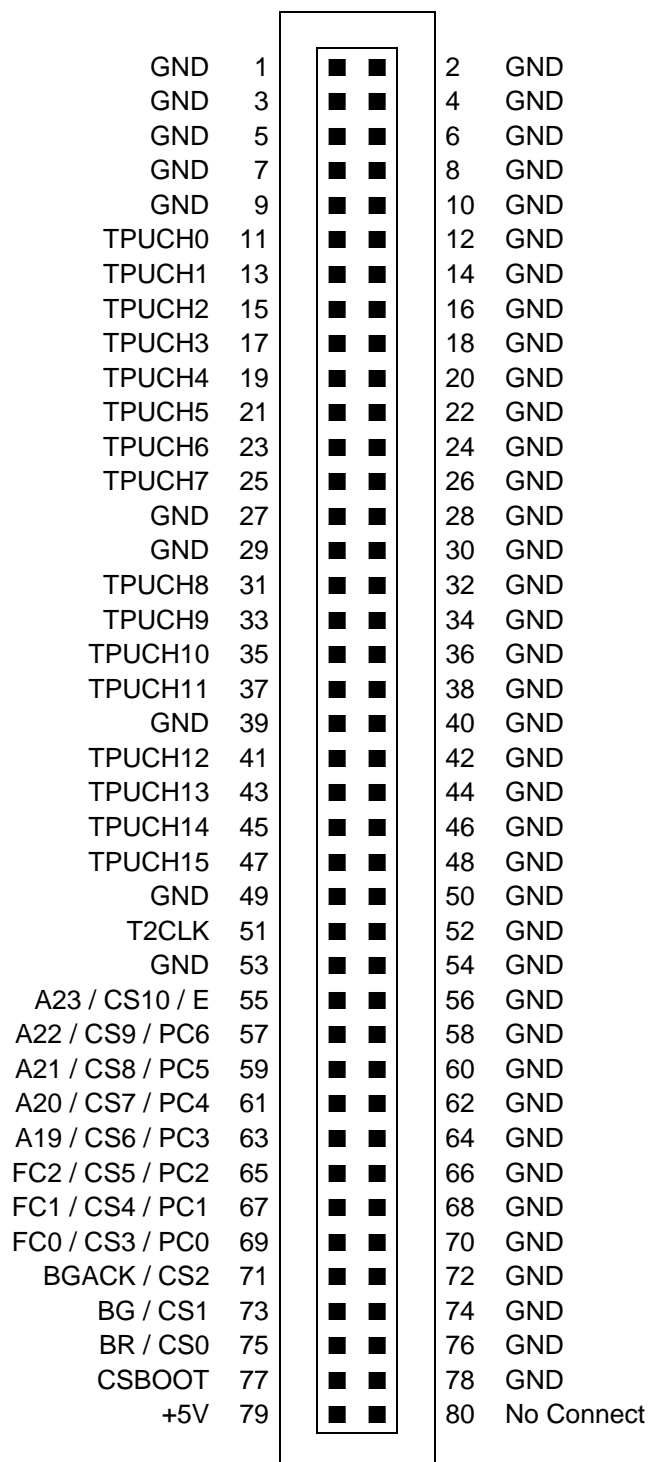 GND 1 2 GND
GND 3 4 GND
GND 5 6 GND
GND 7 8 GND
GND 9 10 GND
TPUCH0 11 12 GND
TPUCH1 13 14 GND
TPUCH2 15 16 GND
TPUCH3 17 18 GND
TPUCH4 19 20 GND
TPUCH5 21 22 GND
TPUCH6 23 24 GND
TPUCH7 25 26 GND
GND 27 28 GND
GND 29 30 GND
TPUCH8 31 32 GND
TPUCH9 33 34 GND
TPUCH10 35 36 GND
TPUCH11 37 38 GND
GND 39 40 GND
TPUCH12 41 42 GND
TPUCH13 43 44 GND
TPUCH14 45 46 GND
TPUCH15 47 48 GND
GND 49 50 GND
T2CLK 51 52 GND
GND 53 54 GND
A23 / CS10 / E 55 56 GND
A22 / CS9 / PC6 57 58 GND
A21 / CS8 / PC5 59 60 GND
A20 / CS7 / PC4 61 62 GND
A19 / CS6 / PC3 63 64 GND
FC2 / CS5 / PC2 65 66 GND
FC1 / CS4 / PC1 67 68 GND
FC0 / CS3 / PC0 69 70 GND
BGACK / CS2 71 72 GND
BG / CS1 73 74 GND
BR / CS0 75 76 GND
CSBOOT 77 78 GND
+5V 79 80 No Connect